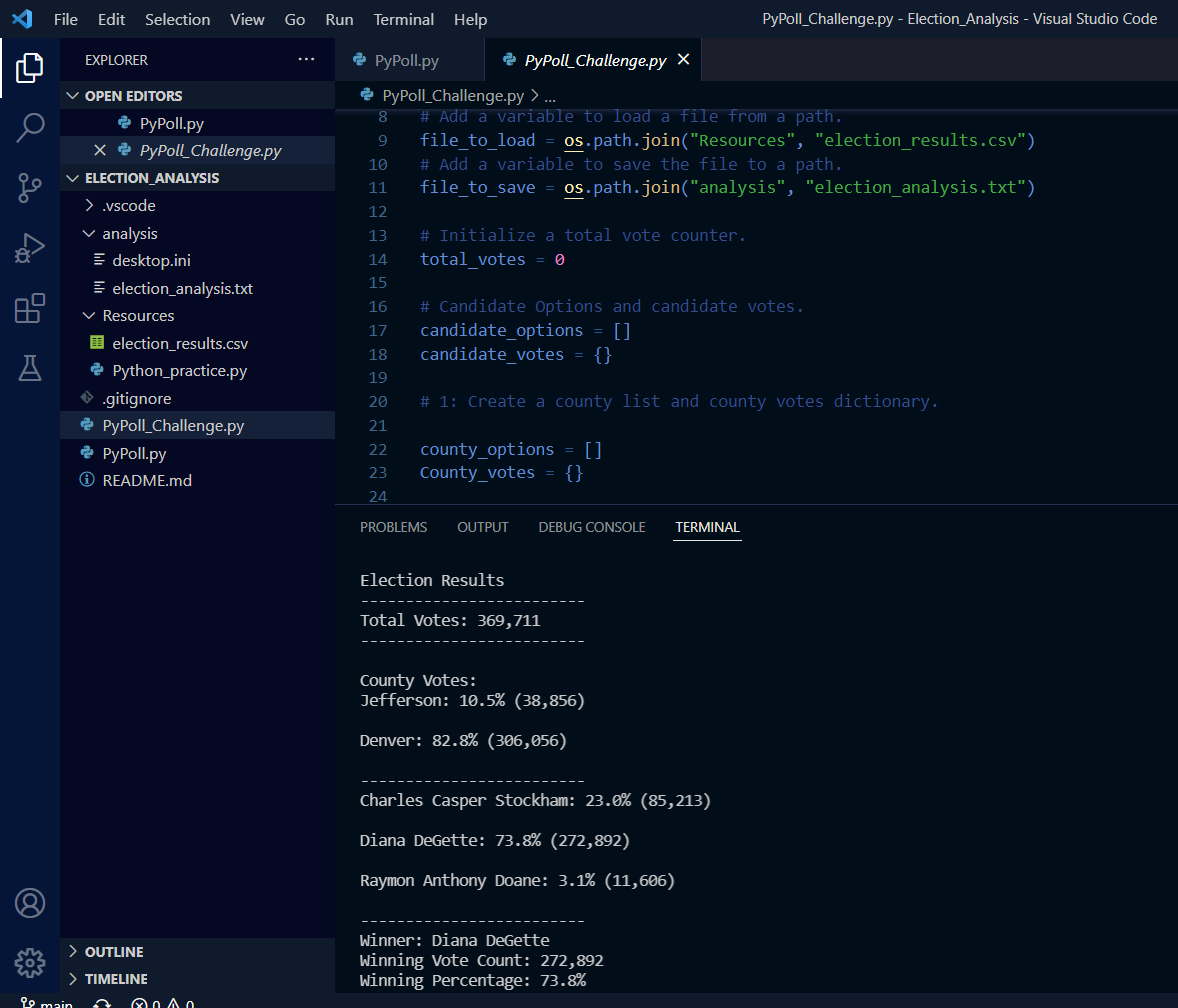 File Edit Selection View Go Run Terminal Help PyPoll_Challenge.py - Election_Analysis - Visual Studio Code
EXPLORER ...
OPEN EDITORS
PyPoll.py
PyPoll_Challenge.py
ELECTION_ANALYSIS
.vscode
analysis
desktop.ini
election_analysis.txt
Resources
election_results.csv
Python_practice.py
.gitignore
PyPoll_Challenge.py
PyPoll.py
README.md
OUTLINE
TIMELINE
PyPoll.py PyPoll_Challenge.py
PyPoll_Challenge.py > ...
8 # Add a variable to load a file from a path.
9 file_to_load = os.path.join("Resources", "election_results.csv")
10 # Add a variable to save the file to a path.
11 file_to_save = os.path.join("analysis", "election_analysis.txt")
12
13 # Initialize a total vote counter.
14 total_votes = 0
15
16 # Candidate Options and candidate votes.
17 candidate_options = []
18 candidate_votes = {}
19
20 # 1: Create a county list and county votes dictionary.
21
22 county_options = []
23 County_votes = {}
24
PROBLEMS OUTPUT DEBUG CONSOLE TERMINAL
Election Results
-------------------------
Total Votes: 369,711
-------------------------
County Votes:
Jefferson: 10.5% (38,856)
Denver: 82.8% (306,056)
-------------------------
Charles Casper Stockham: 23.0% (85,213)
Diana DeGette: 73.8% (272,892)
Raymon Anthony Doane: 3.1% (11,606)
-------------------------
Winner: Diana DeGette
Winning Vote Count: 272,892
Winning Percentage: 73.8%
main 0 0